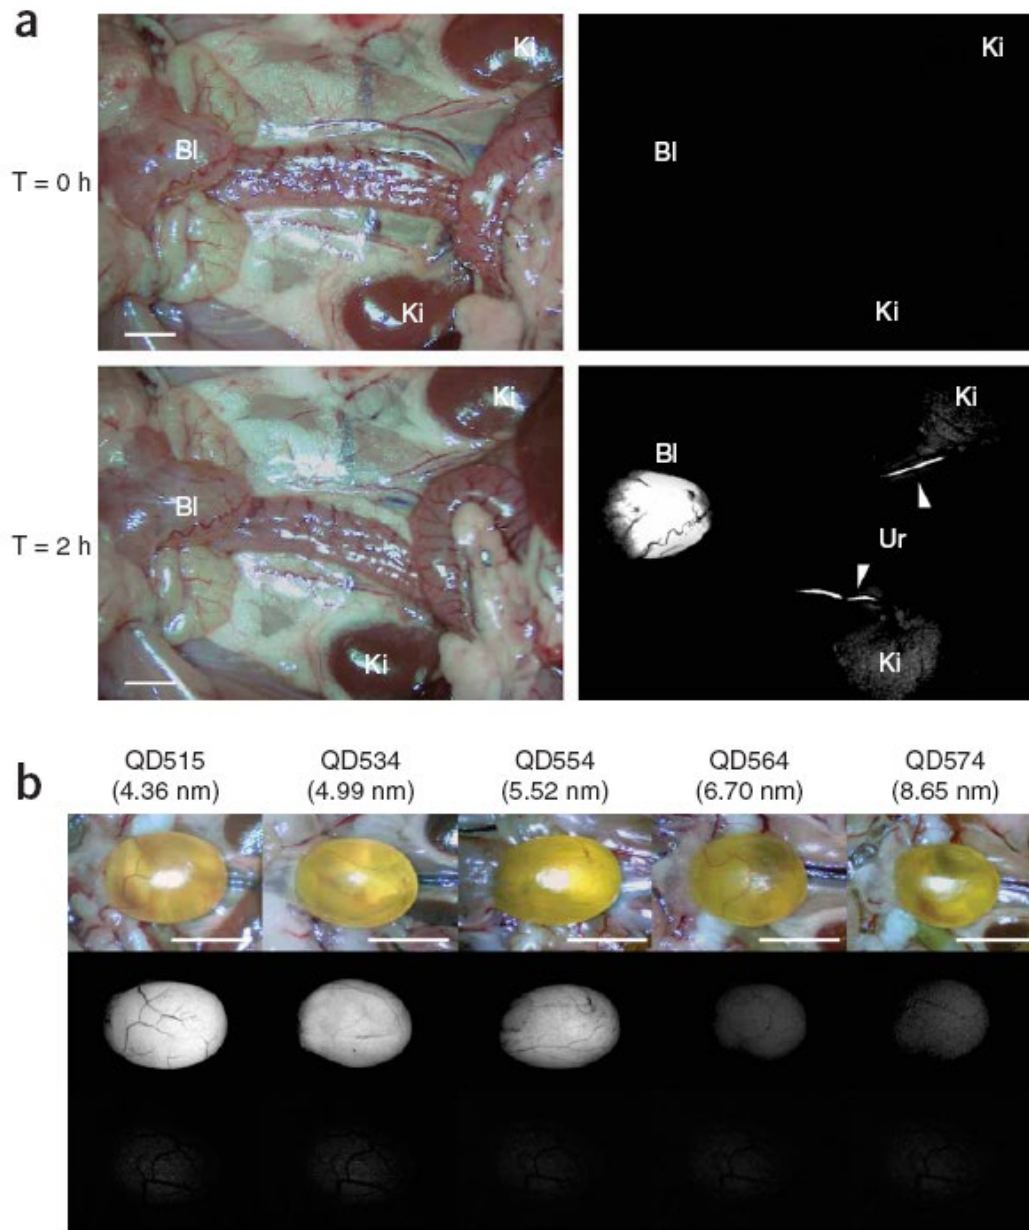 a
T = 0 h
Bl
Ki
Ki
Bl
Ki
Ki
T = 2 h
Bl
Ki
Ki
Bl
Ki
Ur
Ki
b
QD515 QD534 QD554 QD564 QD574
(4.36 nm) (4.99 nm) (5.52 nm) (6.70 nm) (8.65 nm)